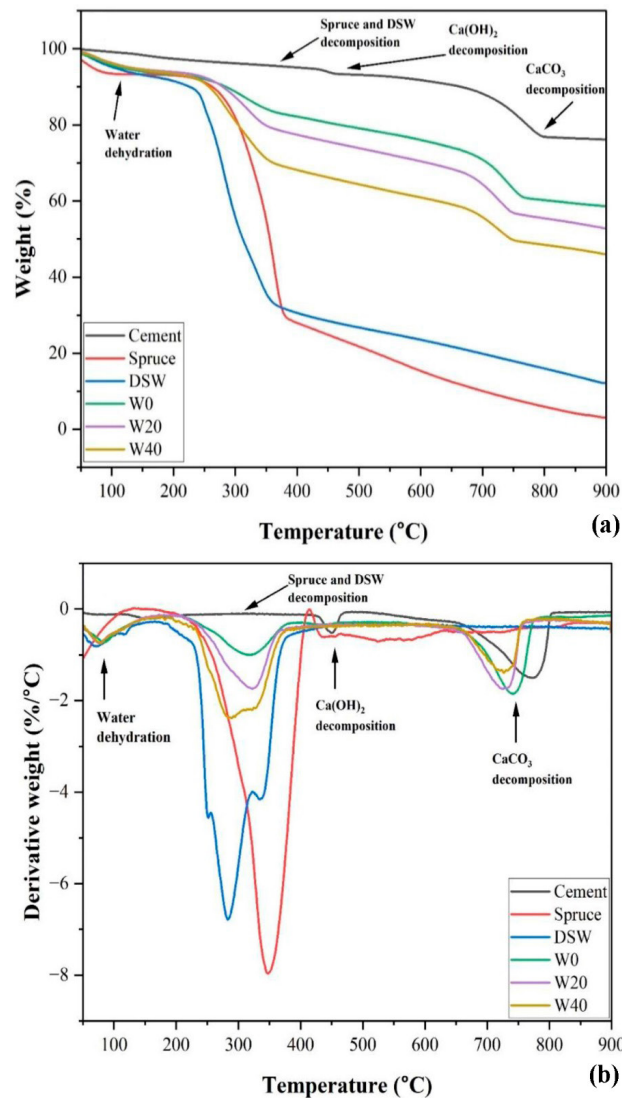 100
80
60
40
20
0
Weight (%)
Spruce and DSW
decomposition
Ca(OH)2
decomposition
CaCO3
decomposition
Water
dehydration
Cement
Spruce
DSW
W0
W20
W40
100 200 300 400 500 600 700 800 900
Temperature (°C)
(a)
0
-2
-4
-6
-8
Derivative weight (%/°C)
Spruce and DSW
decomposition
Water
dehydration
Ca(OH)2
decomposition
CaCO3
decomposition
Cement
Spruce
DSW
W0
W20
W40
100 200 300 400 500 600 700 800 900
Temperature (°C)
(b)